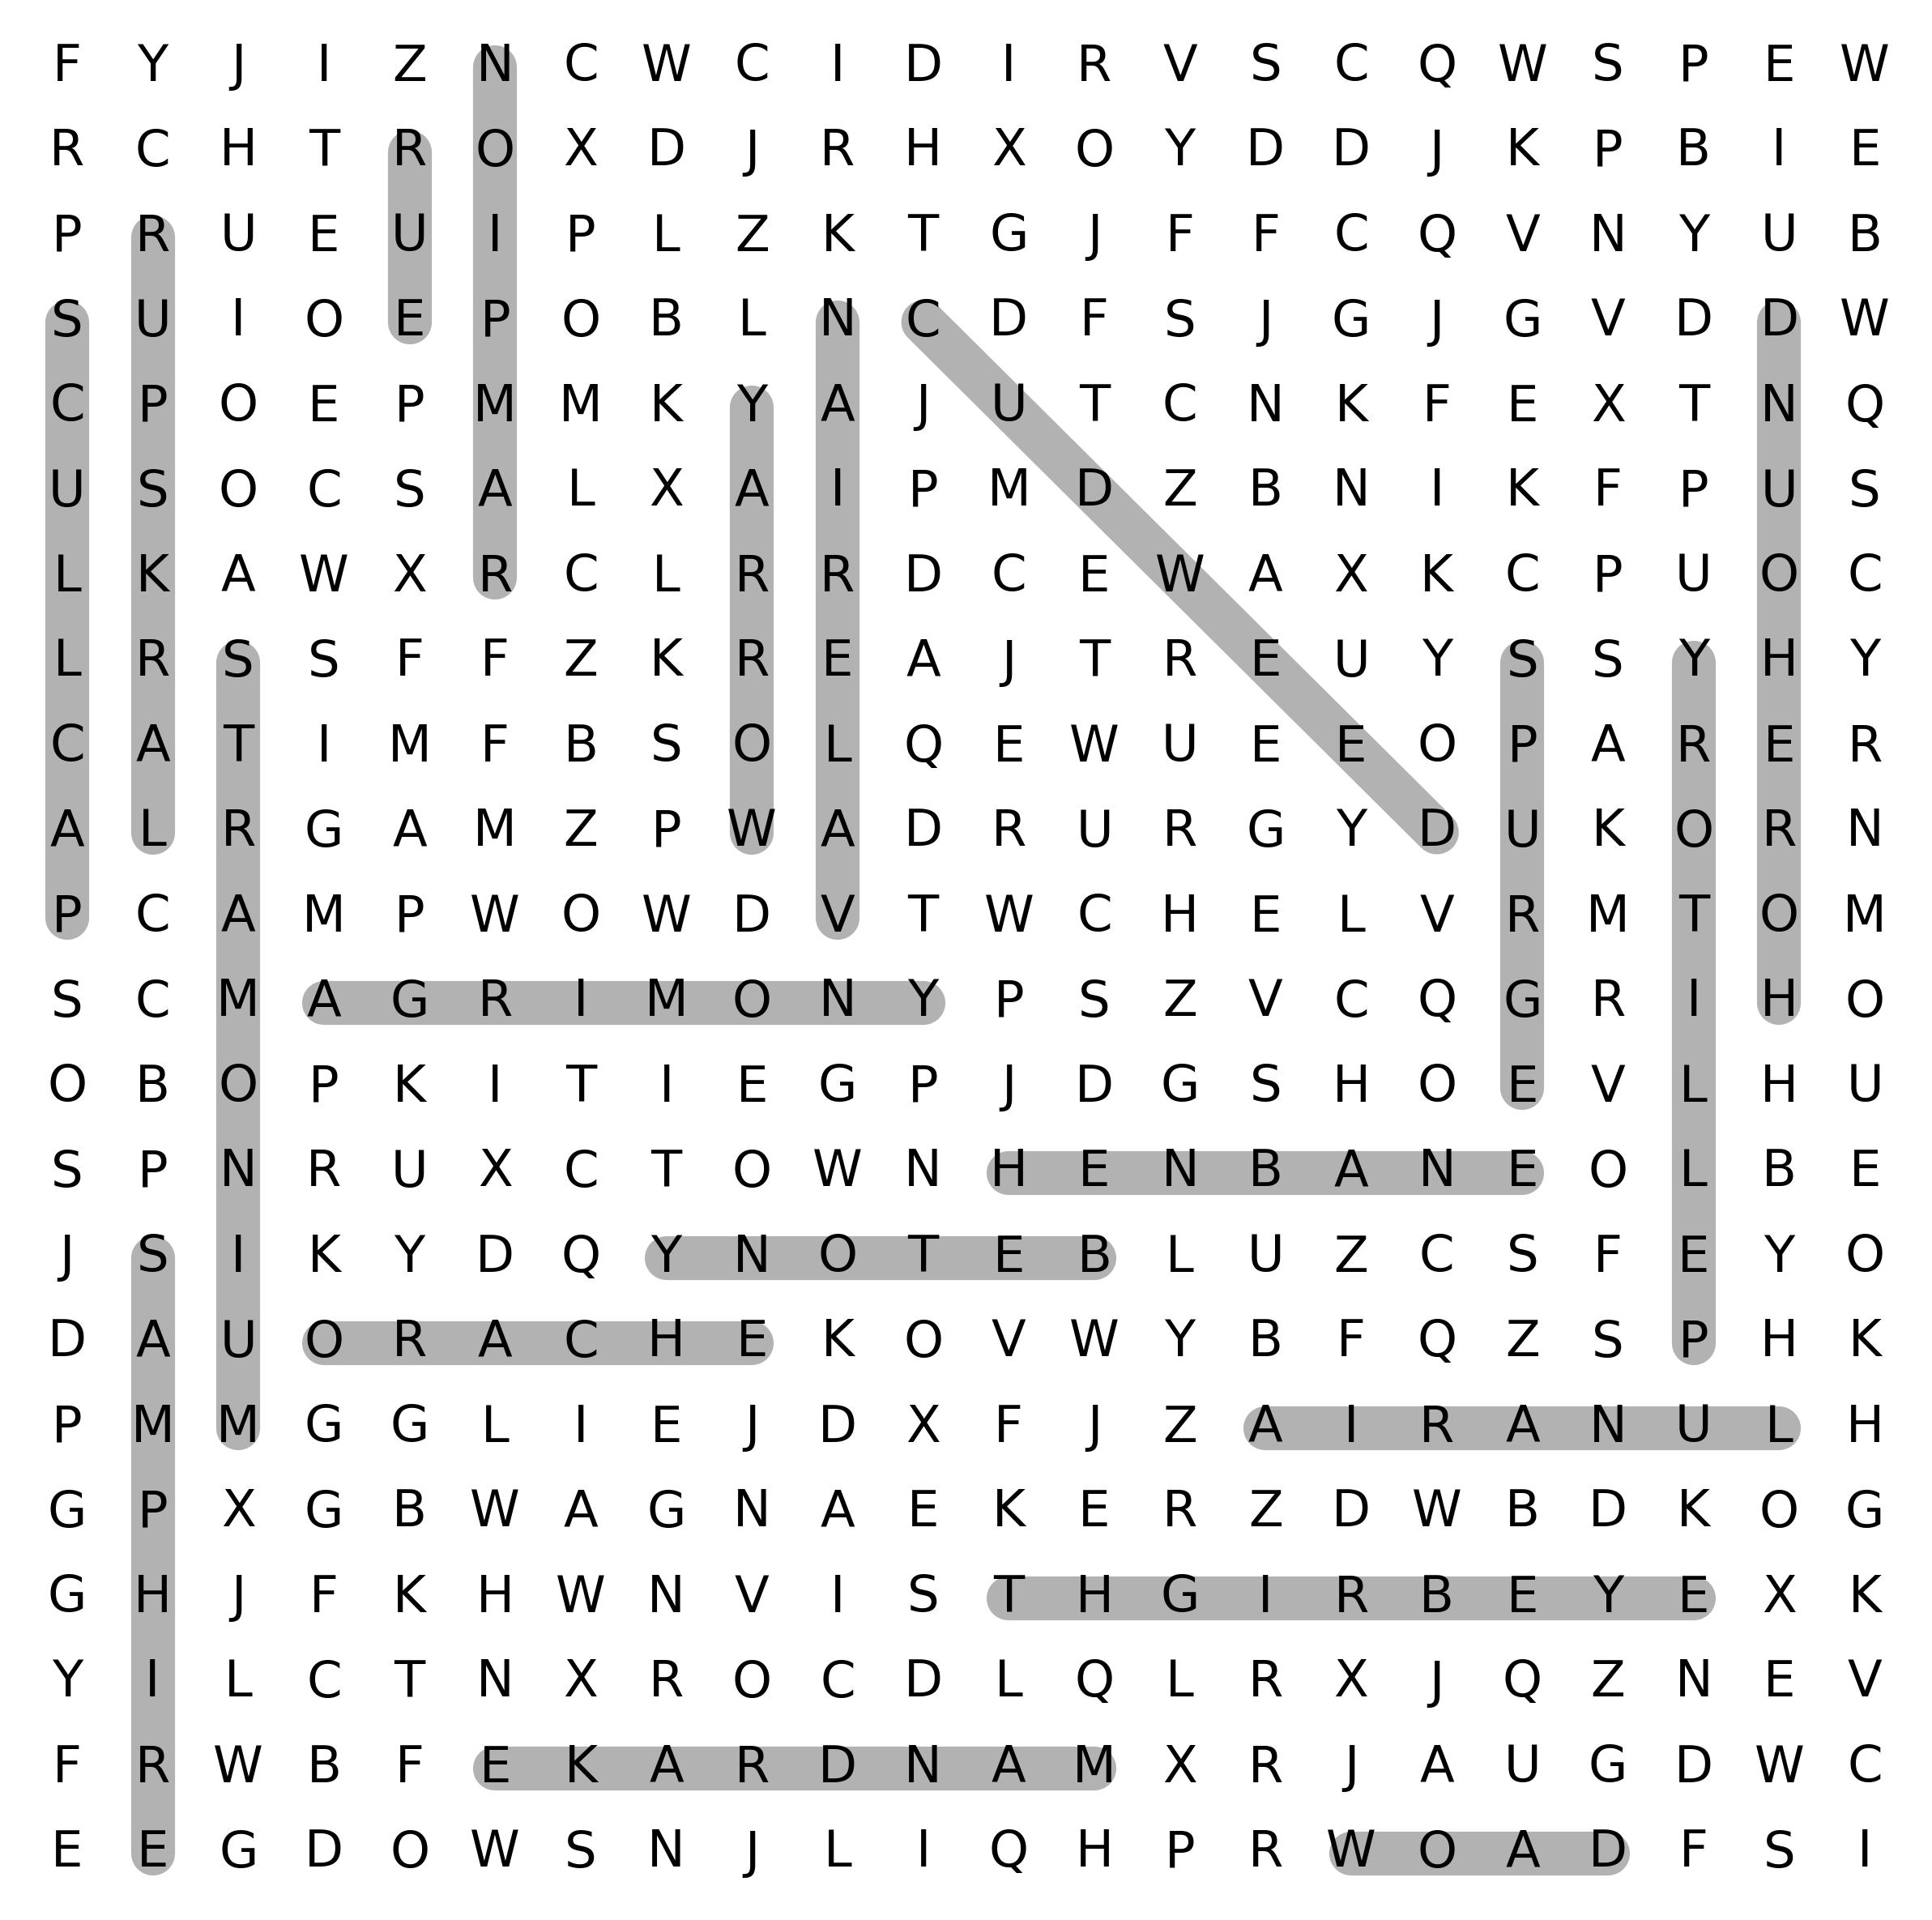 F Y J I Z N C W C I D I R V S C Q W S P E W
R C H T R O X D J R H X O Y D D J K P B I E
P R U E U I P L Z K T G J F F C Q V N Y U B
S U I O E P O B L N C D F S J G J G V D D W
C P O E P M M K Y A J U T C N K F E X T N Q
U S O C S A L X A I P M D Z B N I K F P U S
L K A W X R C L R R D C E W A X K C P U O C
L R S S F F Z K R E A J T R E U Y S S Y H Y
C A T I M F B S O L Q E W U E E O P A R E R
A L R G A M Z P W A D R U R G Y D U K O R N
P C A M P W O W D V T W C H E L V R M T O M
S C M A G R I M O N Y P S Z V C Q G R I H O
O B O P K I T I E G P J D G S H O E V L H U
S P N R U X C T O W N H E N B A N E O L B E
J S I K Y D Q Y N O T E B L U Z C S F E Y O
D A U O R A C H E K O V W Y B F Q Z S P H K
P M M G G L I E J D X F J Z A I R A N U L H
G P X G B W A G N A E K E R Z D W B D K O G
G H J F K H W N V I S T H G I R B E Y E X K
Y I L C T N X R O C D L Q L R X J Q Z N E V
F R W B F E K A R D N A M X R J A U G D W C
E E G D O W S N J L I Q H P R W O A D F S I